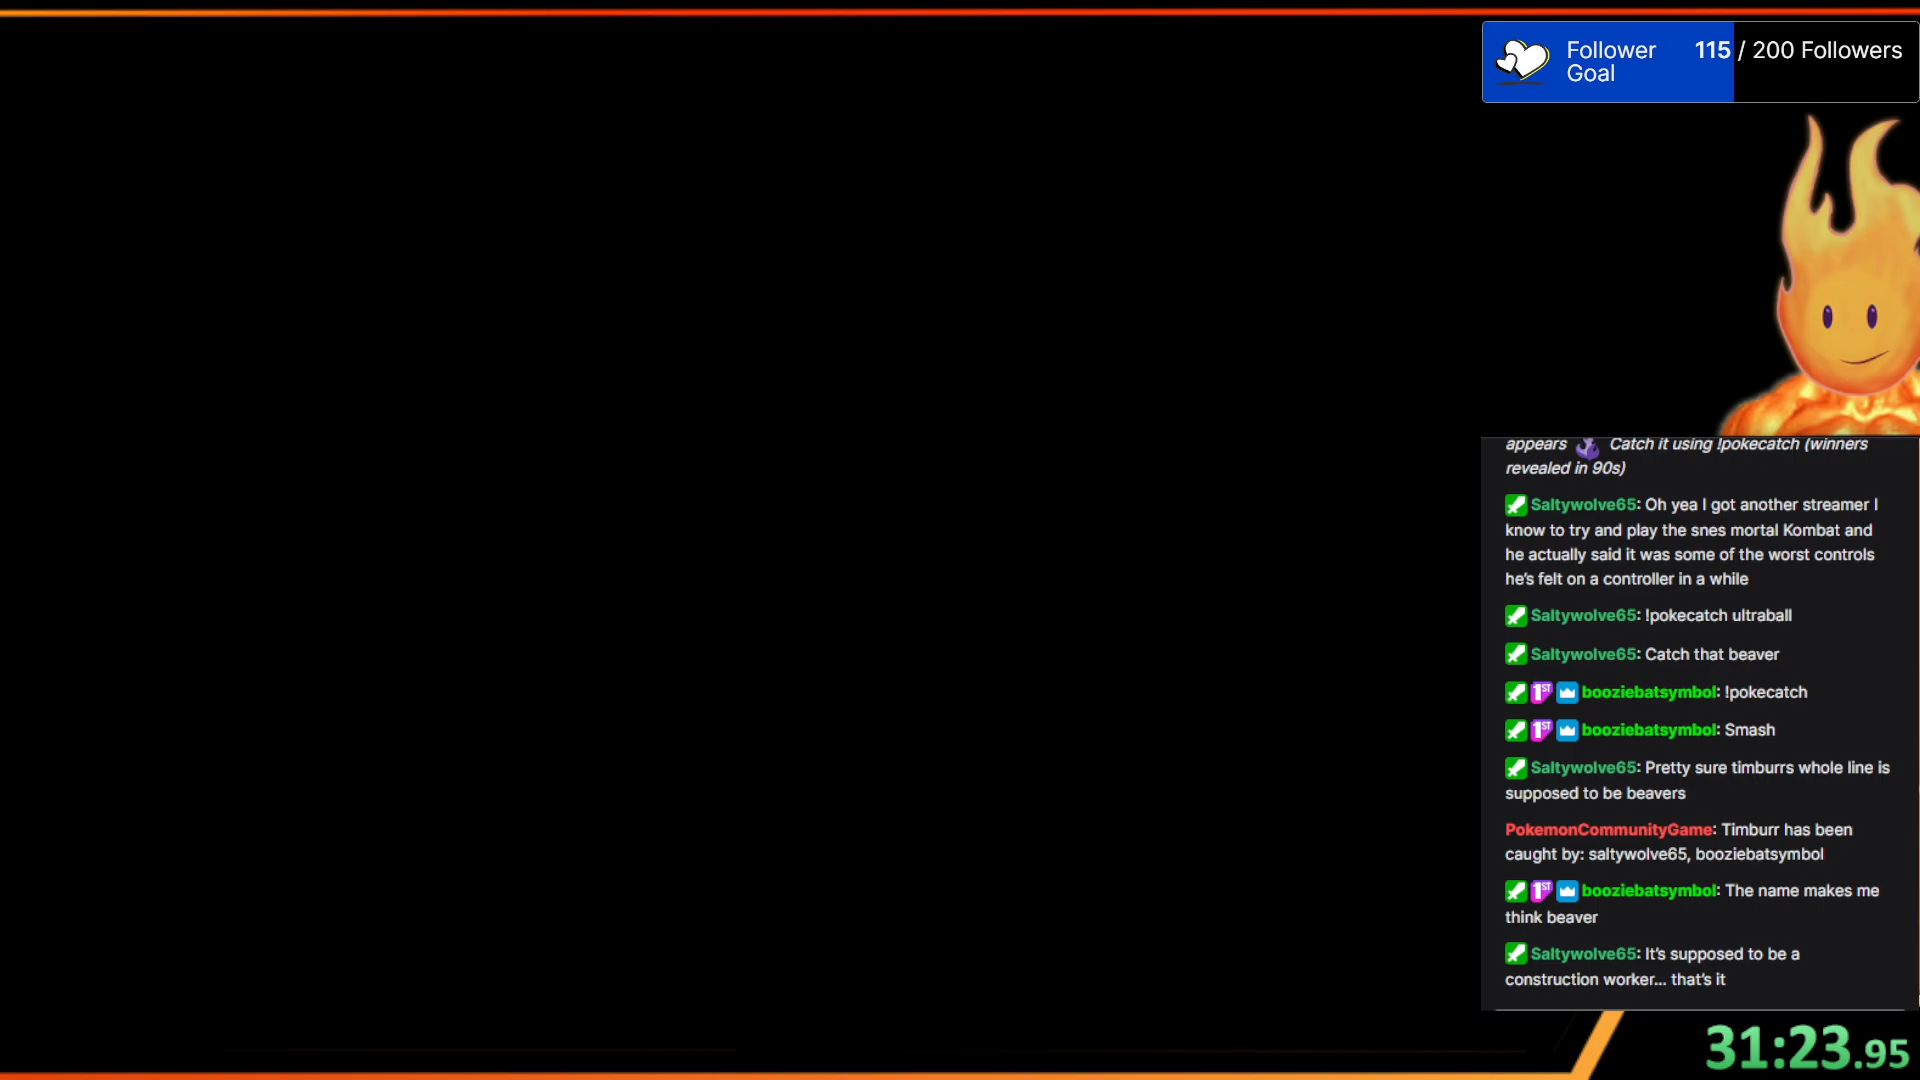 Follower 115 / 200 Followers
Goal
appears Catch it using !pokecatch (winners
revealed in 90s)
Saltywolve65: Oh yea I got another streamer I
know to try and play the snes mortal Kombat and
he actually said it was some of the worst controls
he's felt on a controller in a while
Saltywolve65: !pokecatch ultraball
Saltywolve65: Catch that beaver
1ST booziebatsymbol: !pokecatch
1ST booziebatsymbol: Smash
Saltywolve65: Pretty sure timburrs whole line is
supposed to be beavers
PokemonCommunityGame: Timburr has been
caught by: saltywolve65, booziebatsymbol
1ST booziebatsymbol: The name makes me
think beaver
Saltywolve65: It's supposed to be a
construction worker... that's it
31:23.95